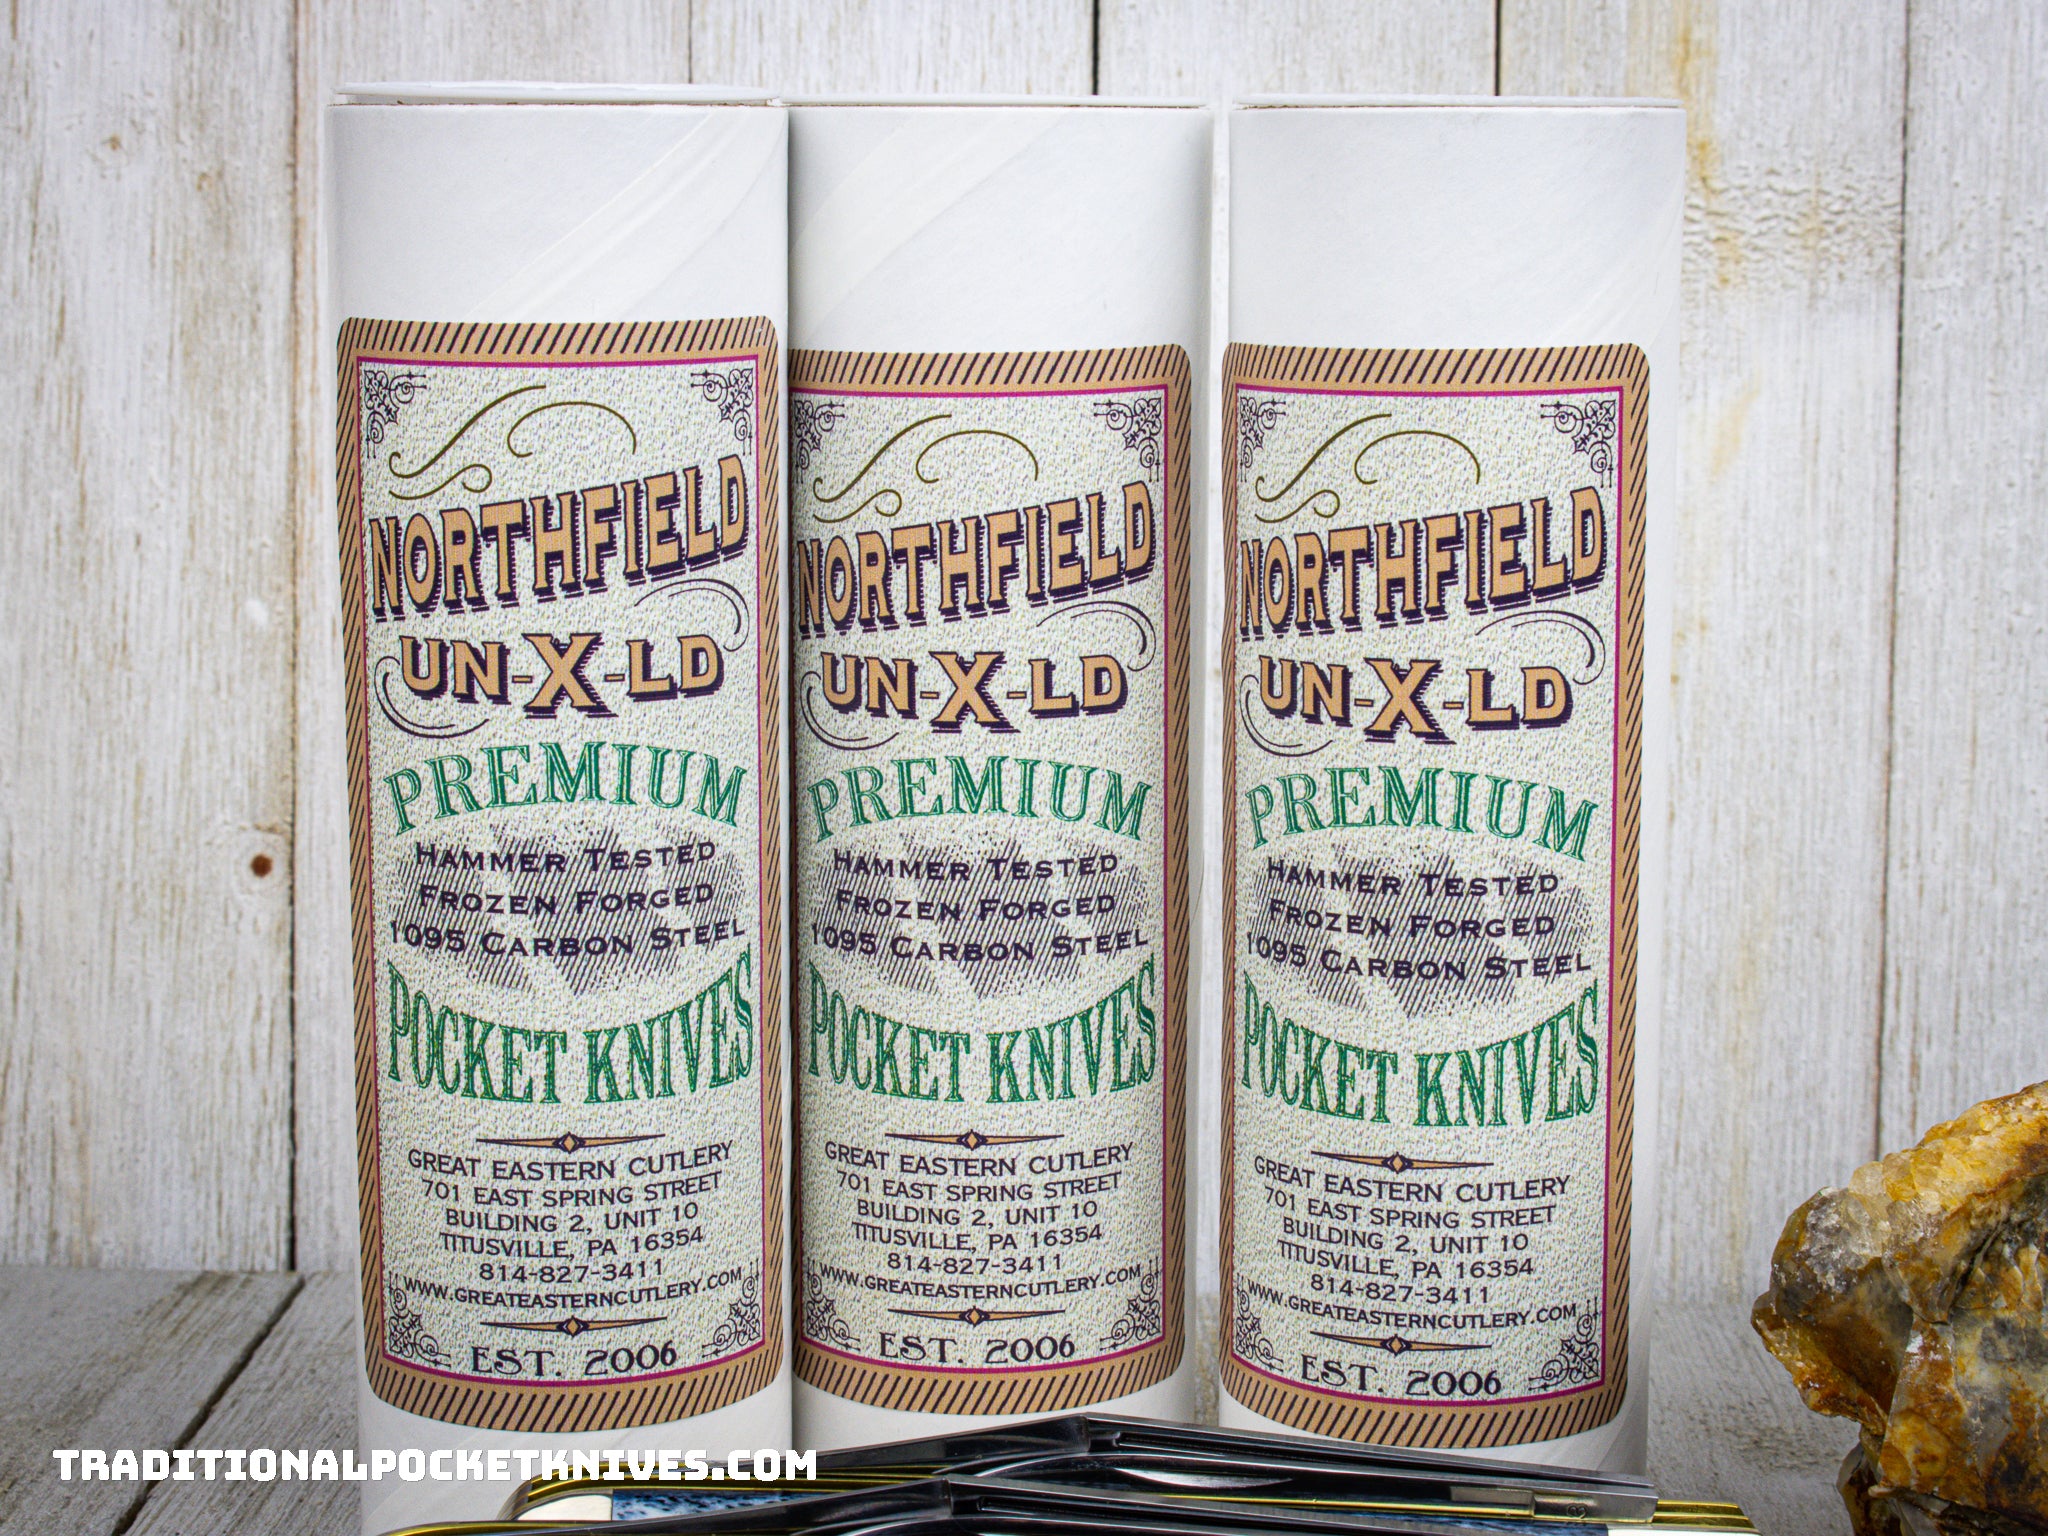 NORTHFIELD
UN-X-LD
PREMIUM
HAMMER TESTED
FROZEN FORGED
1095 CARBON STEEL
POCKET KNIVES
GREAT EASTERN CUTLERY
701 EAST SPRING STREET
BUILDING 2, UNIT 10
TITUSVILLE, PA 16354
814-827-3411
WWW.GREATEASTERNCUTLERY.COM
EST. 2006
NORTHFIELD
UN-X-LD
PREMIUM
HAMMER TESTED
FROZEN FORGED
1095 CARBON STEEL
POCKET KNIVES
GREAT EASTERN CUTLERY
701 EAST SPRING STREET
BUILDING 2, UNIT 10
TITUSVILLE, PA 16354
814-827-3411
WWW.GREATEASTERNCUTLERY.COM
EST. 2006
NORTHFIELD
UN-X-LD
PREMIUM
HAMMER TESTED
FROZEN FORGED
1095 CARBON STEEL
POCKET KNIVES
GREAT EASTERN CUTLERY
701 EAST SPRING STREET
BUILDING 2, UNIT 10
TITUSVILLE, PA 16354
814-827-3411
WWW.GREATEASTERNCUTLERY.COM
EST. 2006
TRADITIONALPOCKETKNIVES.COM